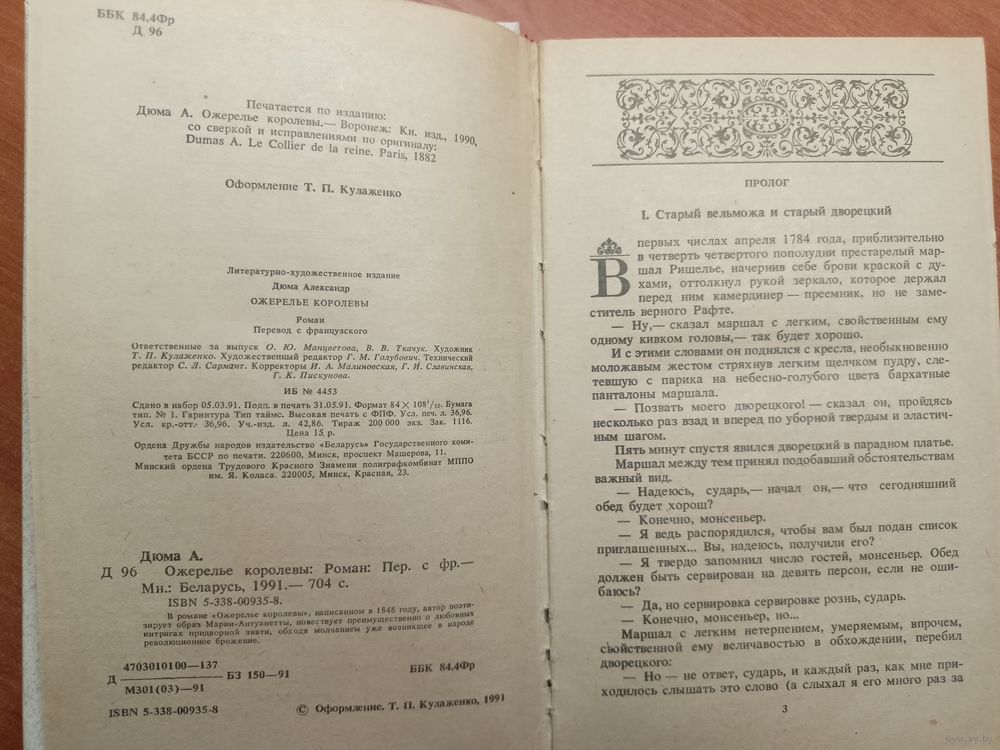 ББК 84.4Фр
Д 96
Печатается по изданию:
Дюма А. Ожерелье королевы.— Воронеж: Кн. изд., 1990,
со сверкой и исправлениями по оригиналу:
Dumas A. Le Collier de la reine. Paris, 1882
Оформление Т. П. Кулаженко
Литературно-художественное издание
Дюма Александр
ОЖЕРЕЛЬЕ КОРОЛЕВЫ
Роман
Перевод с французского
Ответственные за выпуск О. Ю. Манцветова, В. В. Ткачук. Художник
Т. П. Кулаженко. Художественный редактор Г. М. Голубович. Технический
редактор С. Л. Сармант. Корректоры И. А. Малиновская, Г. И. Славинская,
Г. К. Пискунова.
ИБ № 4453
Сдано в набор 05.03.91. Подп. в печать 31.05.91. Формат 84 × 108¹/₃₂. Бумага
тип. № 1. Гарнитура Тип таймс. Высокая печать с ФПФ. Усл. печ. л. 36,96.
Усл. кр.-отт. 36,96. Уч.-изд. л. 42,86. Тираж 200 000 экз. Зак. 1116.
Цена 15 р.
Ордена Дружбы народов издательство «Беларусь» Государственного коми-
тета БССР по печати. 220600, Минск, проспект Машерова, 11.
Минский ордена Трудового Красного Знамени полиграфкомбинат МППО
им. Я. Коласа. 220005, Минск, Красная, 23.
Дюма А.
Д 96 Ожерелье королевы: Роман: Пер. с фр.—
Мн.: Беларусь, 1991.— 704 с.
ISBN 5-338-00935-8.
В романе «Ожерелье королевы», написанном в 1848 году, автор поэти-
зирует образ Марии-Антуанетты, повествует преимущественно о любовных
интригах придворной знати, обходя молчанием уже возникшее в народе
революционное брожение.
4703010100—137
Д БЗ 150—91 ББК 84.4Фр
М301(03)—91
ISBN 5-338-00935-8 © Оформление. Т. П. Кулаженко, 1991
ПРОЛОГ
I. Старый вельможа и старый дворецкий
В первых числах апреля 1784 года, приблизительно
в четверть четвертого пополудни престарелый мар-
шал Ришелье, начернив себе брови краской с ду-
хами, оттолкнул рукой зеркало, которое держал
перед ним камердинер — преемник, но не заме-
ститель верного Рафте.
— Ну,— сказал маршал с легким, свойственным ему
одному кивком головы,— так будет хорошо.
И с этими словами он поднялся с кресла, необыкновенно
моложавым жестом стряхнув легким щелчком пудру, сле-
тевшую с парика на небесно-голубого цвета бархатные
панталоны маршала.
— Позвать моего дворецкого! — сказал он, пройдясь
несколько раз взад и вперед по уборной твердым и эластич-
ным шагом.
Пять минут спустя явился дворецкий в парадном платье.
Маршал между тем принял подобавший обстоятельствам
важный вид.
— Надеюсь, сударь,— начал он,— что сегодняшний
обед будет хорош?
— Конечно, монсеньер.
— Я ведь распорядился, чтобы вам был подан список
приглашенных... Вы, надеюсь, получили его?
— Я твердо запомнил число гостей, монсеньер. Обед
должен быть сервирован на девять персон, если не оши-
баюсь?
— Да, но сервировка сервировке рознь, сударь.
— Конечно, монсеньер, но...
Маршал с легким нетерпением, умеряемым, впрочем,
свойственной ему величавостью в обхождении, перебил
дворецкого:
— Но — не ответ, сударь, и каждый раз, как мне при-
ходилось слышать это слово (а слыхал я его много раз за
3
www.ay.by